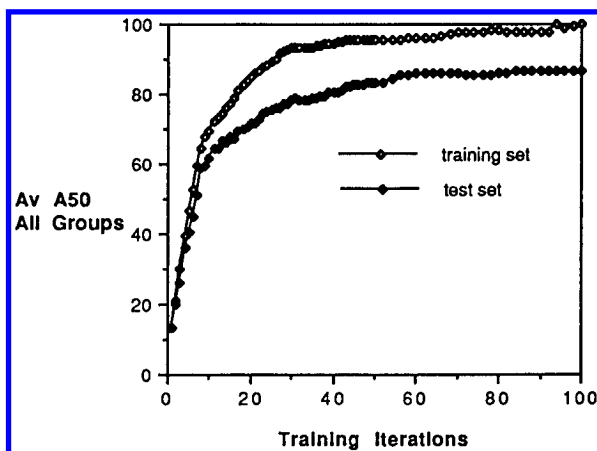 100
80
60
40
20
0
Av A50
All Groups
training set
test set
0 20 40 60 80 100
Training Iterations